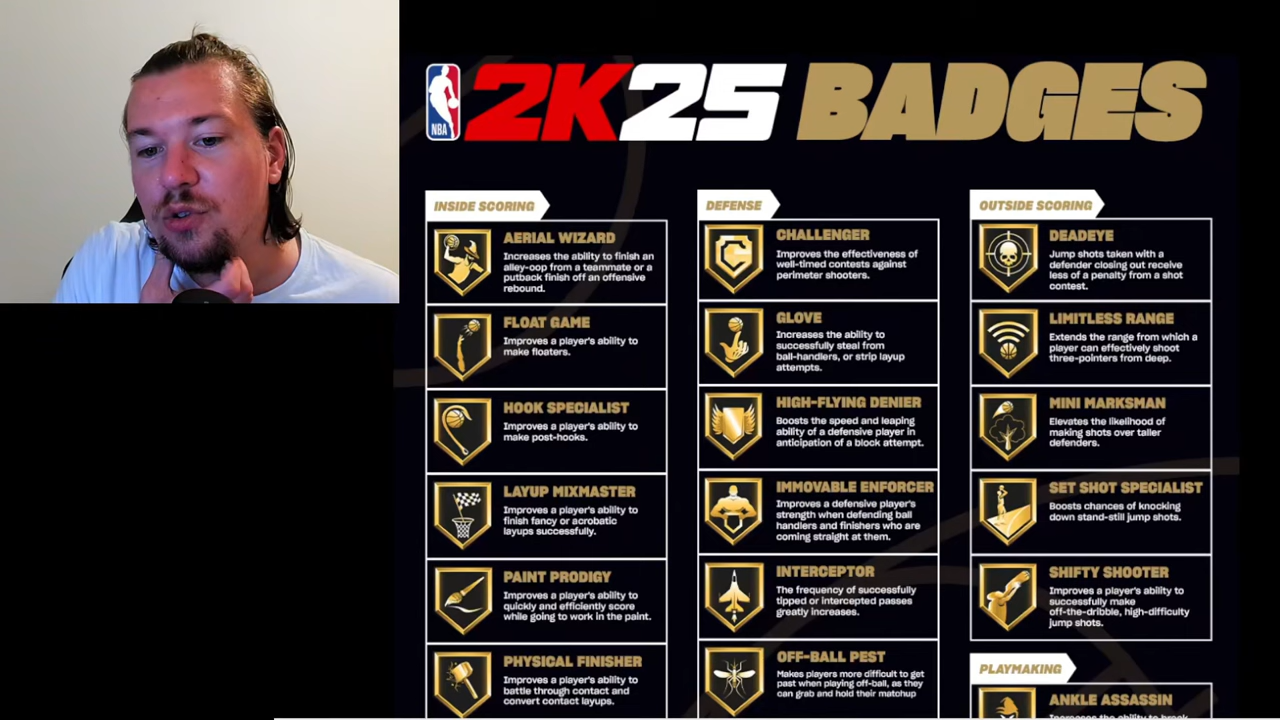 NBA
2K25 BADGES
INSIDE SCORING
AERIAL WIZARD
Increases the ability to finish an
alley-oop from a teammate or a
putback finish off an offensive
rebound.
FLOAT GAME
Improves a player's ability to
make floaters.
HOOK SPECIALIST
Improves a player's ability to
make post-hooks.
LAYUP MIXMASTER
Improves a player's ability to
finish fancy or acrobatic
layups successfully.
PAINT PRODIGY
Improves a player's ability to
quickly and efficiently score
while going to work in the paint.
PHYSICAL FINISHER
Improves a player's ability to
battle through contact and
convert contact layups.
DEFENSE
CHALLENGER
Improves the effectiveness of
well-timed contests against
perimeter shooters.
GLOVE
Increases the ability to
successfully steal from
ball-handlers, or strip layup
attempts.
HIGH-FLYING DENIER
Boosts the speed and leaping
ability of a defensive player in
anticipation of a block attempt.
IMMOVABLE ENFORCER
Improves a defensive player's
strength when defending ball
handlers and finishers who are
coming straight at them.
INTERCEPTOR
The frequency of successfully
tipped or intercepted passes
greatly increases.
OFF-BALL PEST
Makes players more difficult to get
past when playing off-ball, as they
can grab and hold their matchup
OUTSIDE SCORING
DEADEYE
Jump shots taken with a
defender closing out receive
less of a penalty from a shot
contest.
LIMITLESS RANGE
Extends the range from which a
player can effectively shoot
three-pointers from deep.
MINI MARKSMAN
Elevates the likelihood of
making shots over taller
defenders.
SET SHOT SPECIALIST
Boosts chances of knocking
down stand-still jump shots.
SHIFTY SHOOTER
Improves a player's ability to
successfully make
off-the-dribble, high-difficulty
jump shots.
PLAYMAKING
ANKLE ASSASSIN
Increases the ability to break